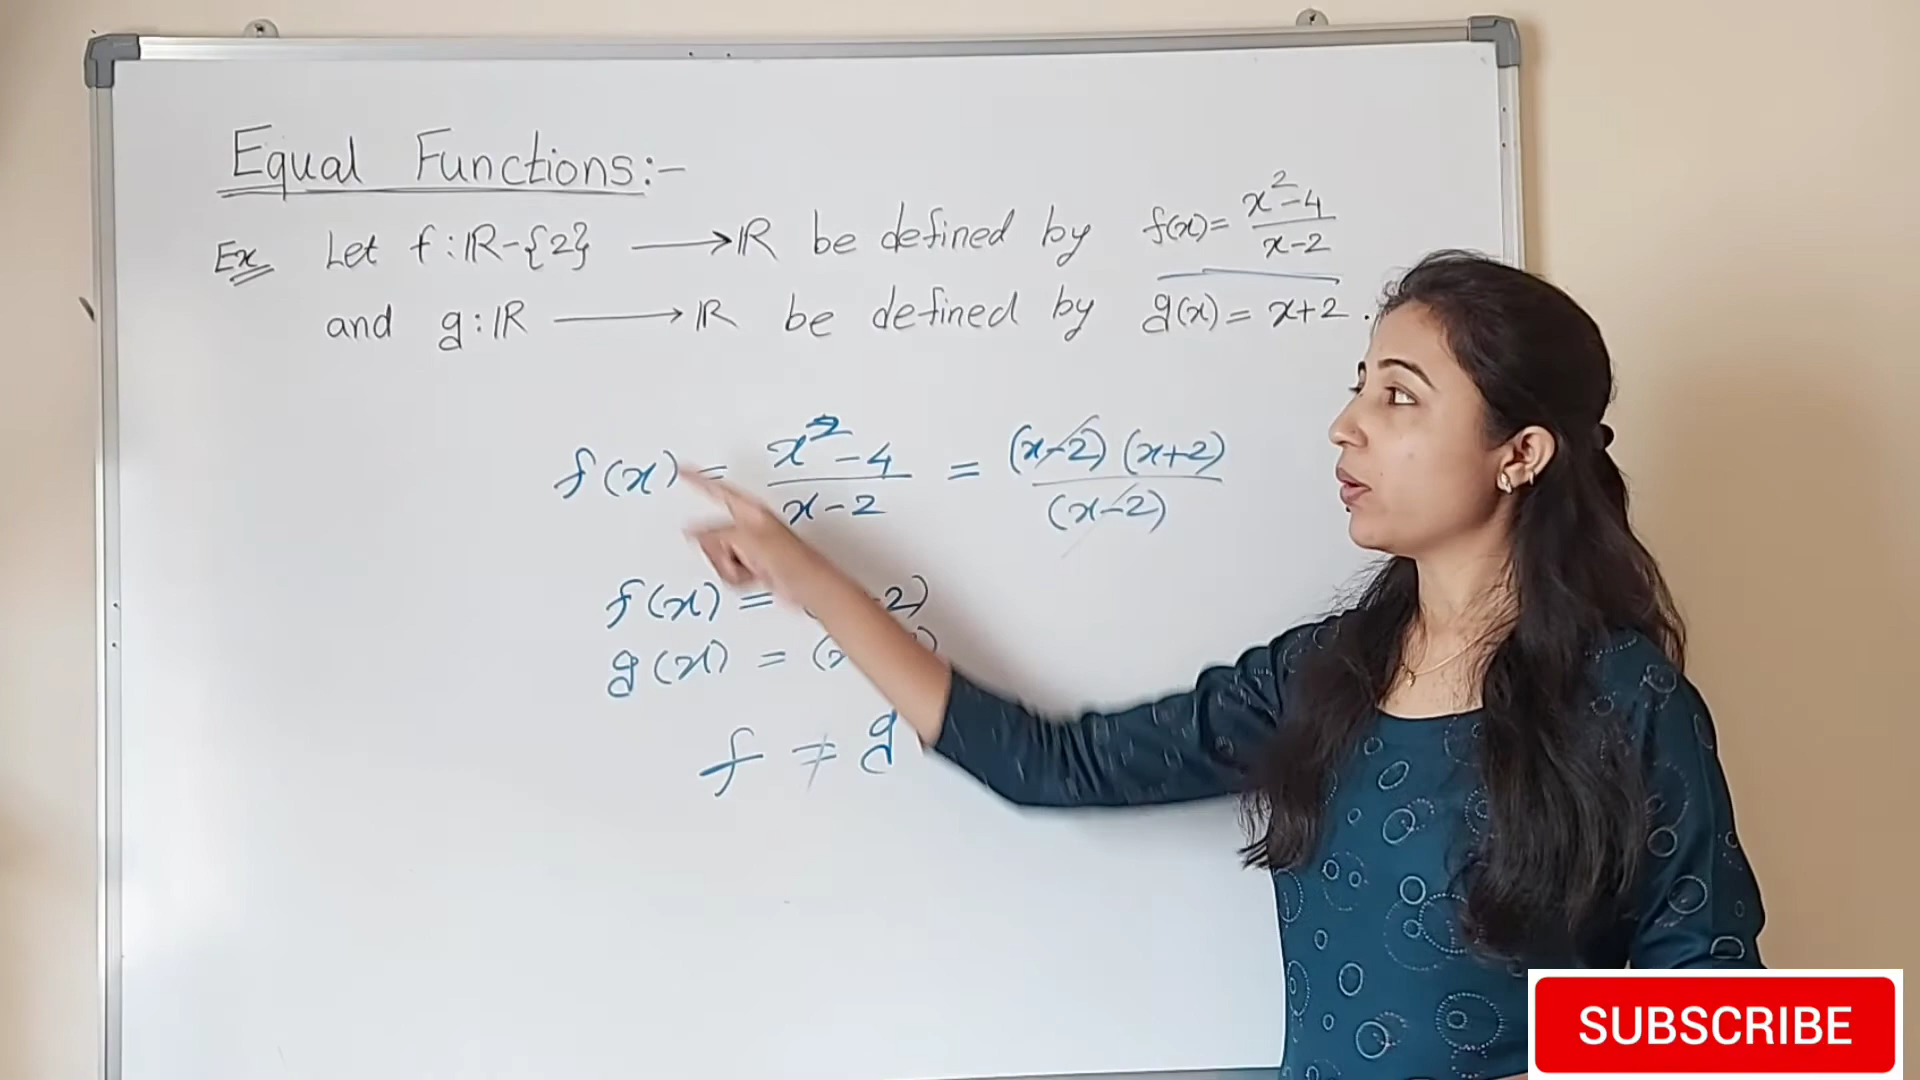 Equal Functions:-
Ex Let f : ℝ-{2} ⟶ ℝ be defined by f(x) = x²-4 / x-2
and g : ℝ ⟶ ℝ be defined by g(x) = x+2 .
f(x) = x²-4 / x-2 = (x-2) (x+2) / (x-2)
f(x) = 2)
g(x) = (x
f ≠ g
SUBSCRIBE